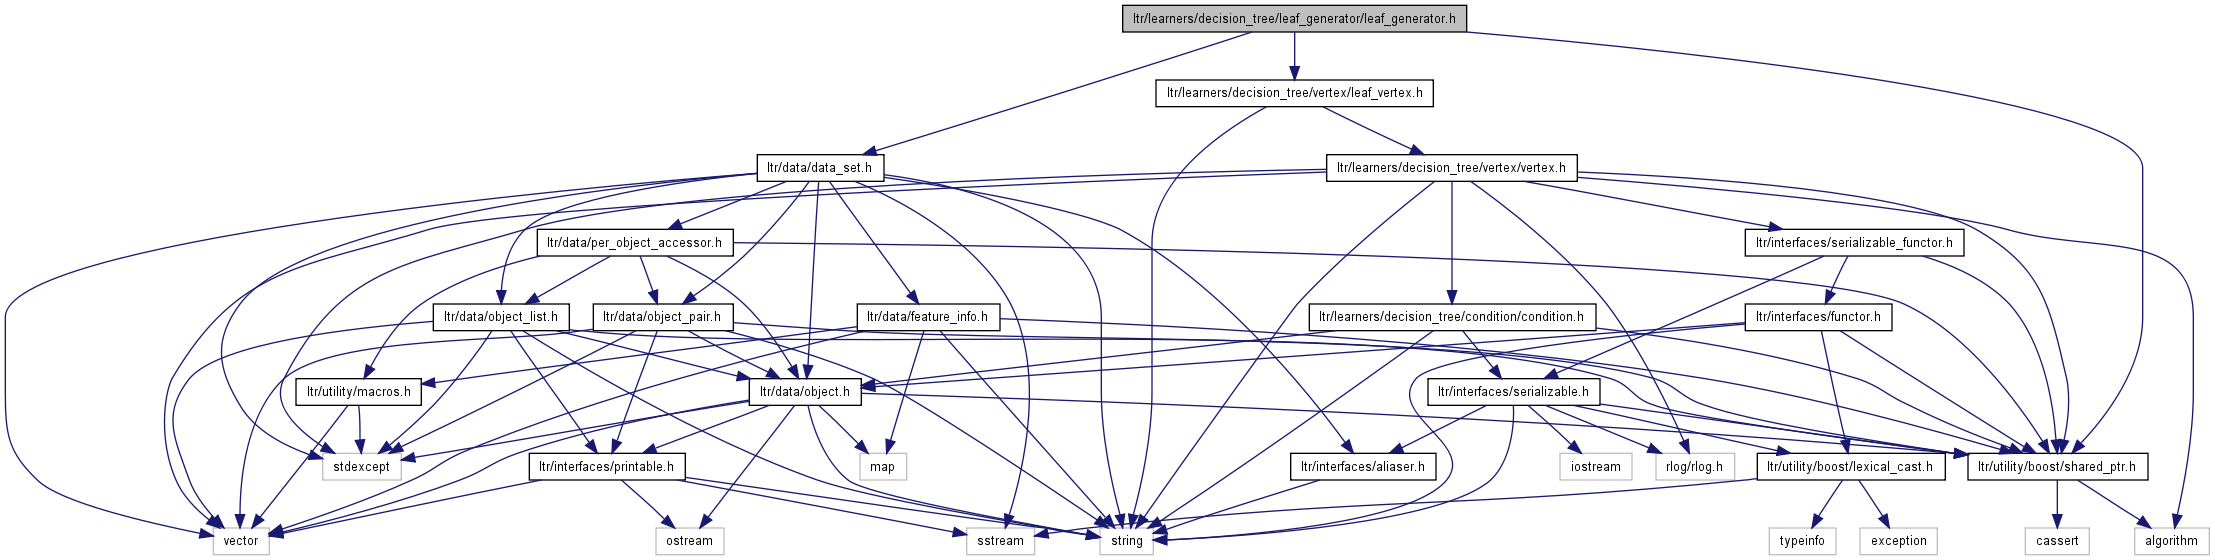 ltr/learners/decision_tree/leaf_generator/leaf_generator.h
ltr/learners/decision_tree/vertex/leaf_vertex.h
ltr/data/data_set.h
ltr/learners/decision_tree/vertex/vertex.h
ltr/data/per_object_accessor.h
ltr/interfaces/serializable_functor.h
ltr/data/object_list.h
ltr/data/object_pair.h
ltr/data/feature_info.h
ltr/learners/decision_tree/condition/condition.h
ltr/interfaces/functor.h
ltr/utility/macros.h
ltr/data/object.h
ltr/interfaces/serializable.h
stdexcept
ltr/interfaces/printable.h
map
ltr/interfaces/aliaser.h
iostream
rlog/rlog.h
ltr/utility/boost/lexical_cast.h
ltr/utility/boost/shared_ptr.h
vector
ostream
sstream
string
typeinfo
exception
cassert
algorithm